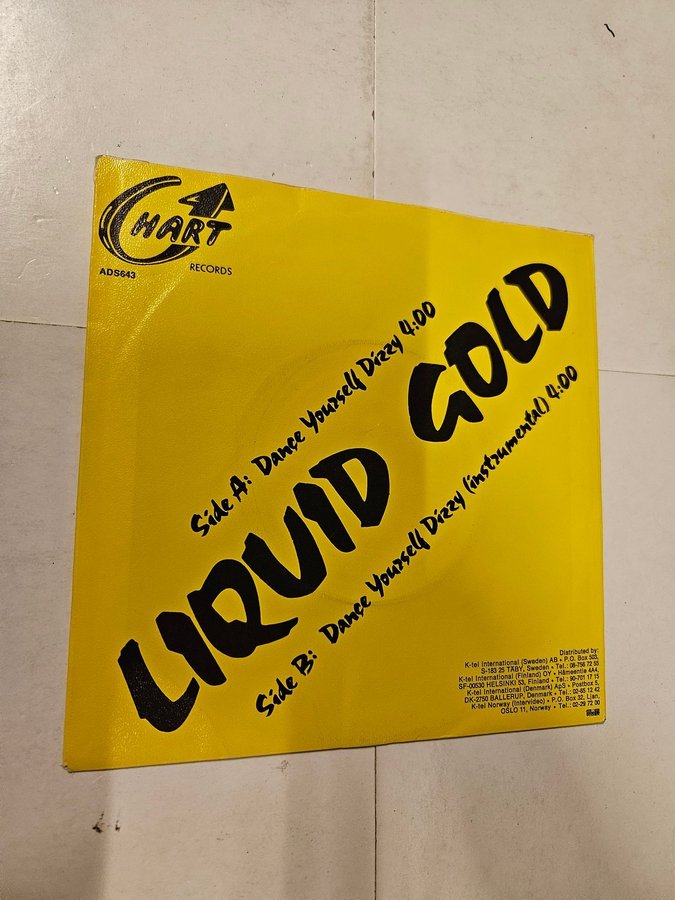 CHART
RECORDS
ADS643
Side A: Dance Yourself Dizzy 4:00
LIQUID GOLD
Side B: Dance Yourself Dizzy (instrumental) 4:00
Distributed by:
K-tel International (Sweden) AB • P.O. Box 503,
S-183 25 TÄBY, Sweden • Tel.: 08-756 72 55
K-tel International (Finland) OY • Hämeentie 4A4,
SF-00530 HELSINKI 53, Finland • Tel.: 90-701 17 15
K-tel International (Denmark) ApS • Postbox 5,
DK-2750 BALLERUP, Denmark • Tel.: 02-65 12 42
K-tel Norway (Intervideo) • P.O. Box 32, Ljan,
OSLO 11, Norway • Tel.: 02-29 72 00